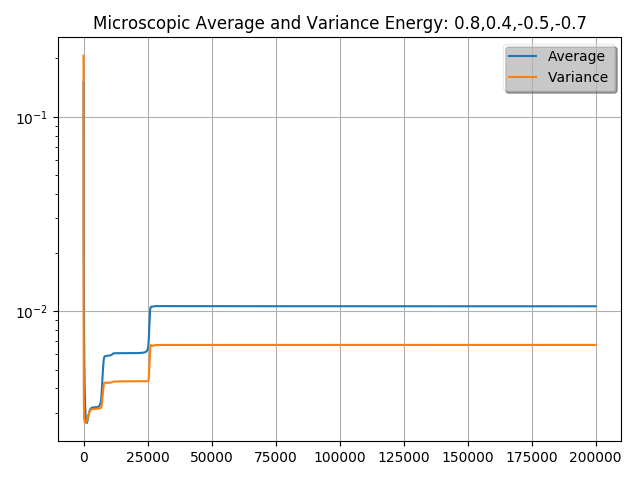 Microscopic Average and Variance Energy: 0.8,0.4,-0.5,-0.7
Average
Variance
10⁻¹
10⁻²
0 25000 50000 75000 100000 125000 150000 175000 200000